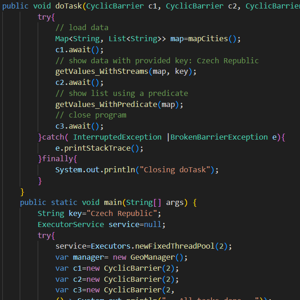 public void doTask(CyclicBarrier c1, CyclicBarrier c2, CyclicBarrier
try{
// load data
Map<String, List<String>> map=mapCities();
c1.await();
// show data with provided key: Czech Republic
getValues_WithStreams(map, key);
c2.await();
// show list using a predicate
getValues_WithPredicate(map);
// close program
c3.await();
}catch( InterruptedException |BrokenBarrierException e){
e.printStackTrace();
}finally{
System.out.println("Closing doTask");
}
}
public static void main(String[] args) {
String key="Czech Republic";
ExecutorService service=null;
try{
service=Executors.newFixedThreadPool(2);
var manager= new GeoManager();
var c1=new CyclicBarrier(2);
var c2=new CyclicBarrier(2);
var c3=new CyclicBarrier(2,